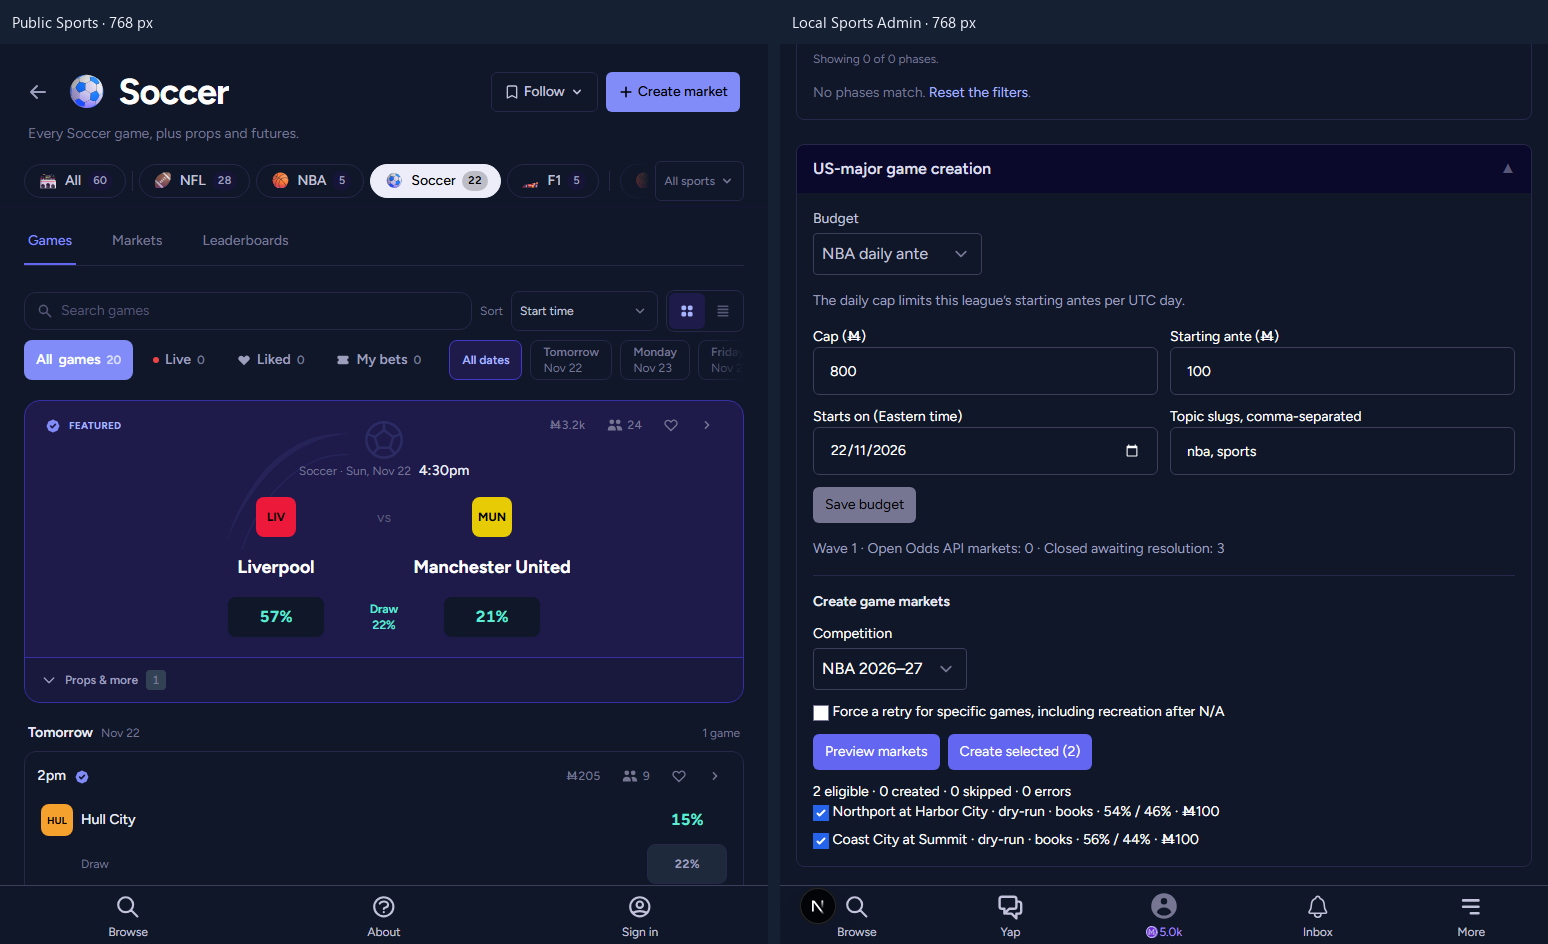 Public Sports · 768 px
Soccer
Follow
+ Create market
Every Soccer game, plus props and futures.
All 60
NFL 28
NBA 5
Soccer 22
F1 5
All sports
Games
Markets
Leaderboards
Search games
Sort
Start time
All games 20
Live 0
Liked 0
My bets 0
All dates
Tomorrow
Nov 22
Monday
Nov 23
FEATURED
M3.2k
24
Soccer · Sun, Nov 22 4:30pm
LIV
vs
MUN
Liverpool
Manchester United
57%
Draw
22%
21%
Props & more 1
Tomorrow Nov 22
1 game
2pm
M205
9
HUL
Hull City
15%
Draw
22%
Browse
About
Sign in
Local Sports Admin · 768 px
Showing 0 of 0 phases.
No phases match. Reset the filters.
US-major game creation
Budget
NBA daily ante
The daily cap limits this league's starting antes per UTC day.
Cap (M)
Starting ante (M)
800
100
Starts on (Eastern time)
Topic slugs, comma-separated
22/11/2026
nba, sports
Save budget
Wave 1 · Open Odds API markets: 0 · Closed awaiting resolution: 3
Create game markets
Competition
NBA 2026–27
Force a retry for specific games, including recreation after N/A
Preview markets
Create selected (2)
2 eligible · 0 created · 0 skipped · 0 errors
Northport at Harbor City · dry-run · books · 54% / 46% · M100
Coast City at Summit · dry-run · books · 56% / 44% · M100
N
Browse
Yap
M 5.0k
Inbox
More